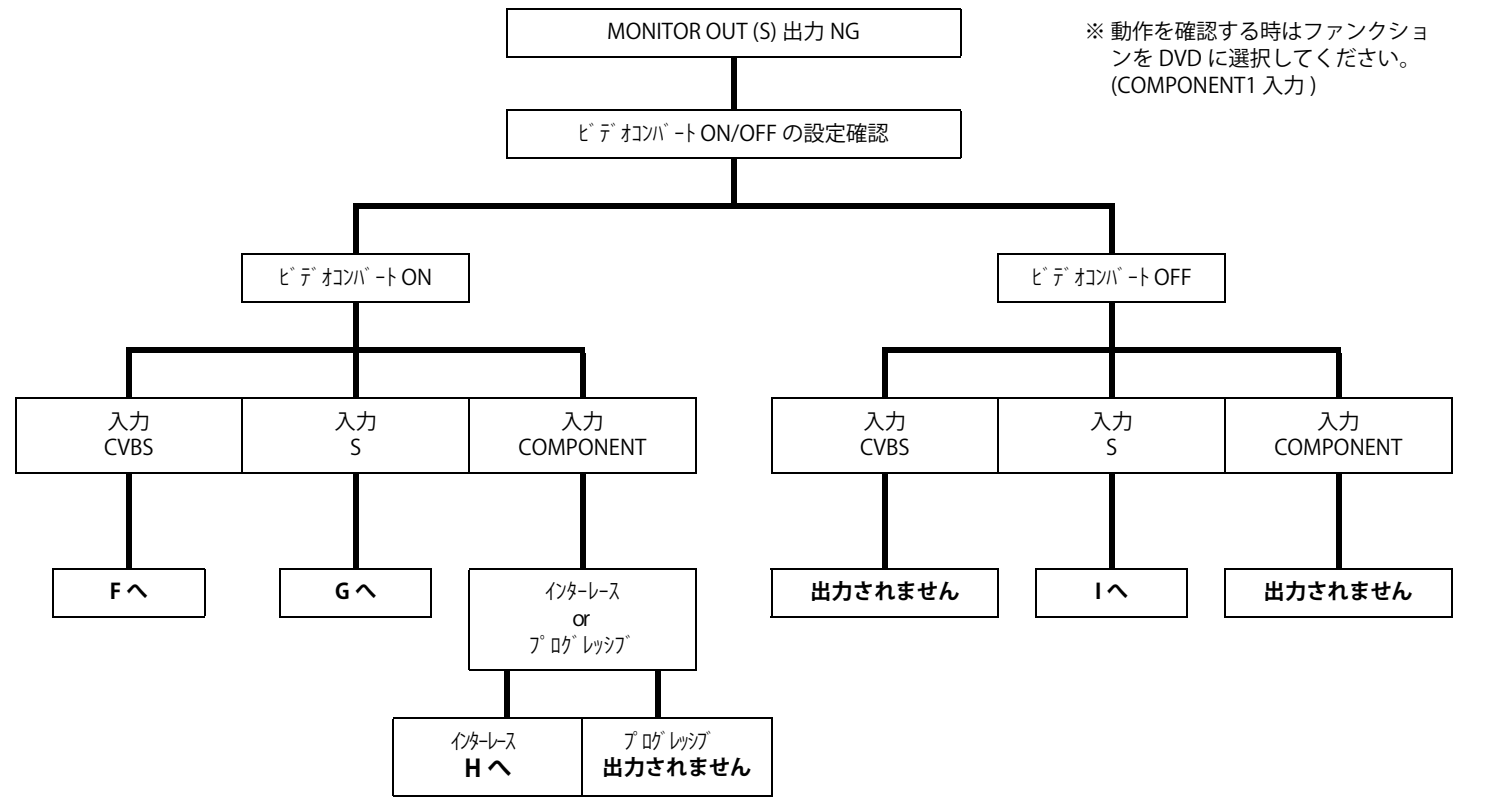 MONITOR OUT (S) 出力 NG
※ 動作を確認する時はファンクショ
ンを DVD に選択してください。
(COMPONENT1 入力 )
ﾋﾞﾃﾞｵｺﾝﾊﾞｰﾄ ON/OFF の設定確認
ﾋﾞﾃﾞｵｺﾝﾊﾞｰﾄ ON
ﾋﾞﾃﾞｵｺﾝﾊﾞｰﾄ OFF
入力
CVBS
入力
S
入力
COMPONENT
入力
CVBS
入力
S
入力
COMPONENT
F へ
G へ
ｲﾝﾀｰﾚｰｽ
or
ﾌﾟﾛｸﾞﾚｯｼﾌﾞ
出力されません
I へ
出力されません
ｲﾝﾀｰﾚｰｽ
H へ
ﾌﾟﾛｸﾞﾚｯｼﾌﾞ
出力されません